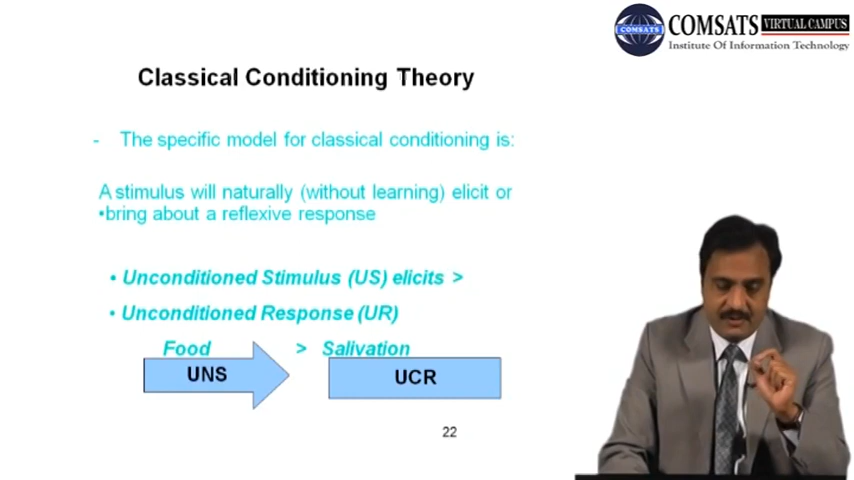 COMSATS VIRTUAL CAMPUS
COMSATS
Institute Of Information Technology
Classical Conditioning Theory
- The specific model for classical conditioning is:
A stimulus will naturally (without learning) elicit or
•bring about a reflexive response
• Unconditioned Stimulus (US) elicits >
• Unconditioned Response (UR)
Food > Salivation
UNS UCR
22